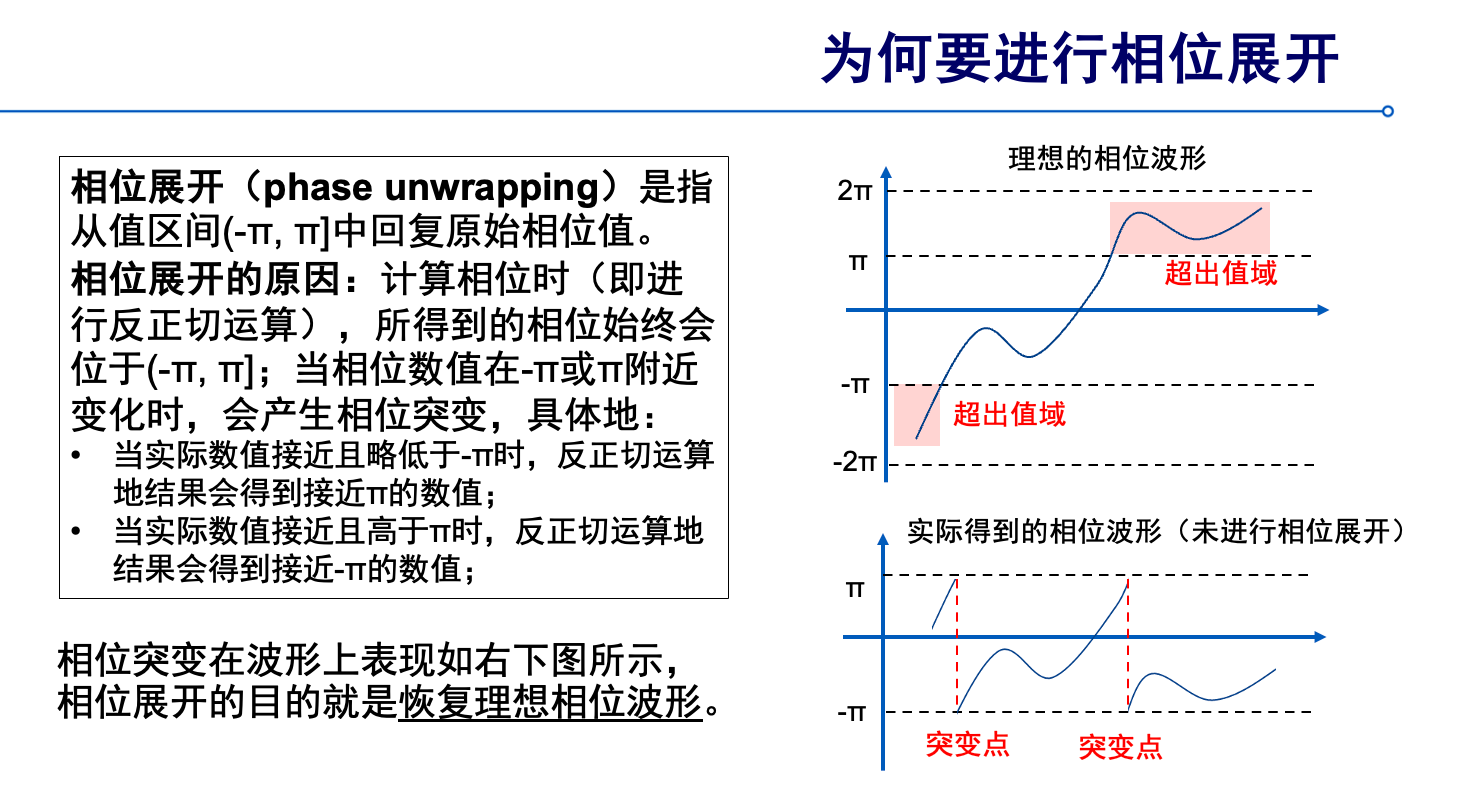 为何要进行相位展开
相位展开（phase unwrapping）是指
从值区间(-π, π]中回复原始相位值。
相位展开的原因：计算相位时（即进
行反正切运算），所得到的相位始终会
位于(-π, π]；当相位数值在-π或π附近
变化时，会产生相位突变，具体地：
• 当实际数值接近且略低于-π时，反正切运算
地结果会得到接近π的数值；
• 当实际数值接近且高于π时，反正切运算地
结果会得到接近-π的数值；
相位突变在波形上表现如右下图所示，
相位展开的目的就是恢复理想相位波形。
理想的相位波形
2π
π
超出值域
-π
超出值域
-2π
实际得到的相位波形（未进行相位展开）
π
-π
突变点
突变点